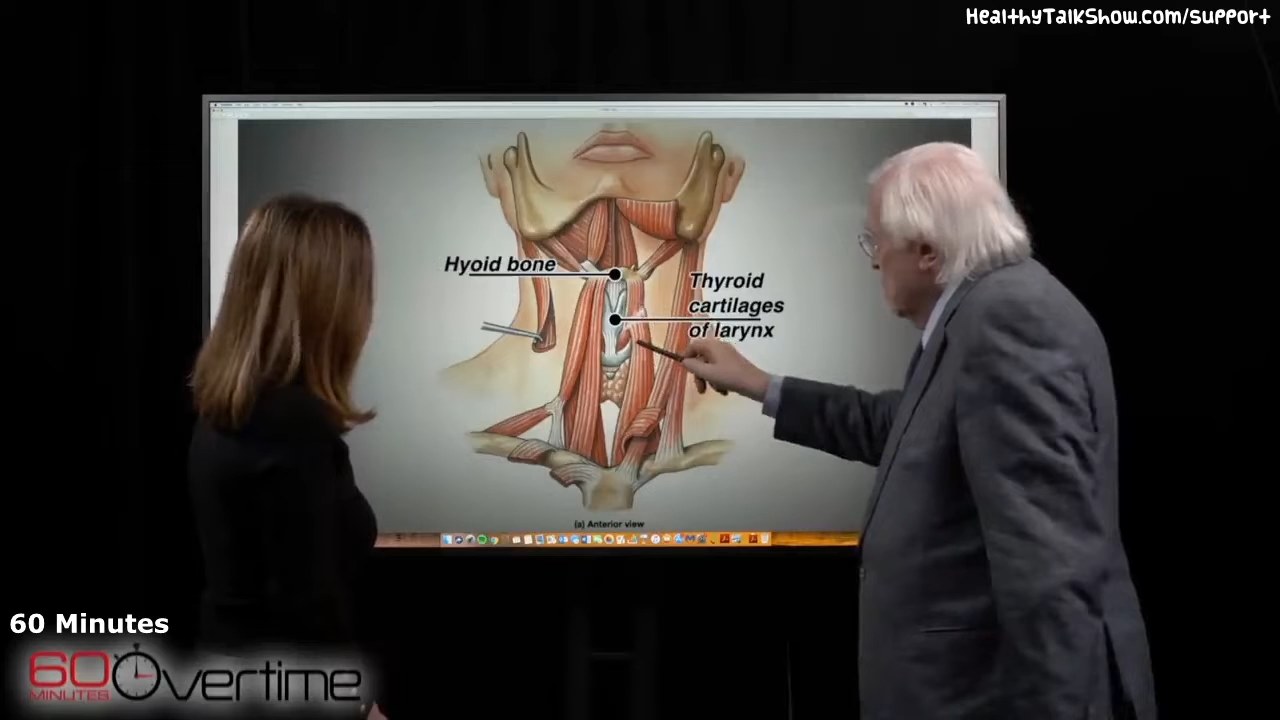 HealthyTalkShow.com/support
Hyoid bone
Thyroid
cartilages
of larynx
(a) Anterior view
60 Minutes
60 Overtime
MINUTES